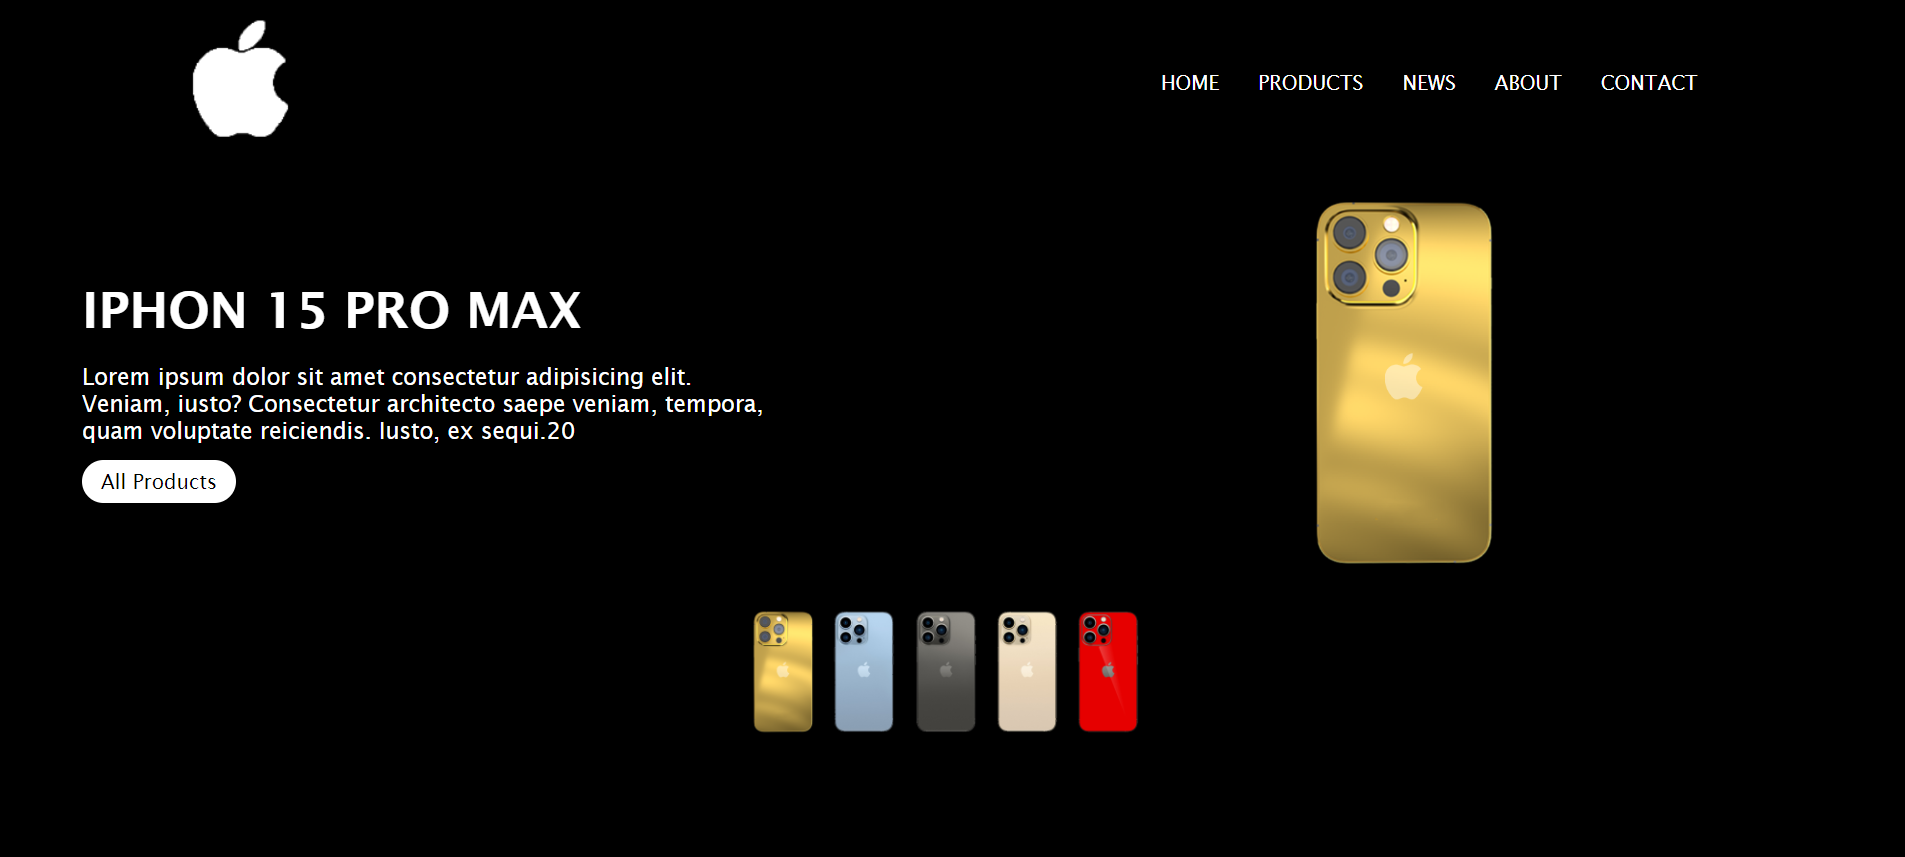 HOME PRODUCTS NEWS ABOUT CONTACT
IPHON 15 PRO MAX
Lorem ipsum dolor sit amet consectetur adipisicing elit.
Veniam, iusto? Consectetur architecto saepe veniam, tempora,
quam voluptate reiciendis. Iusto, ex sequi.20
All Products